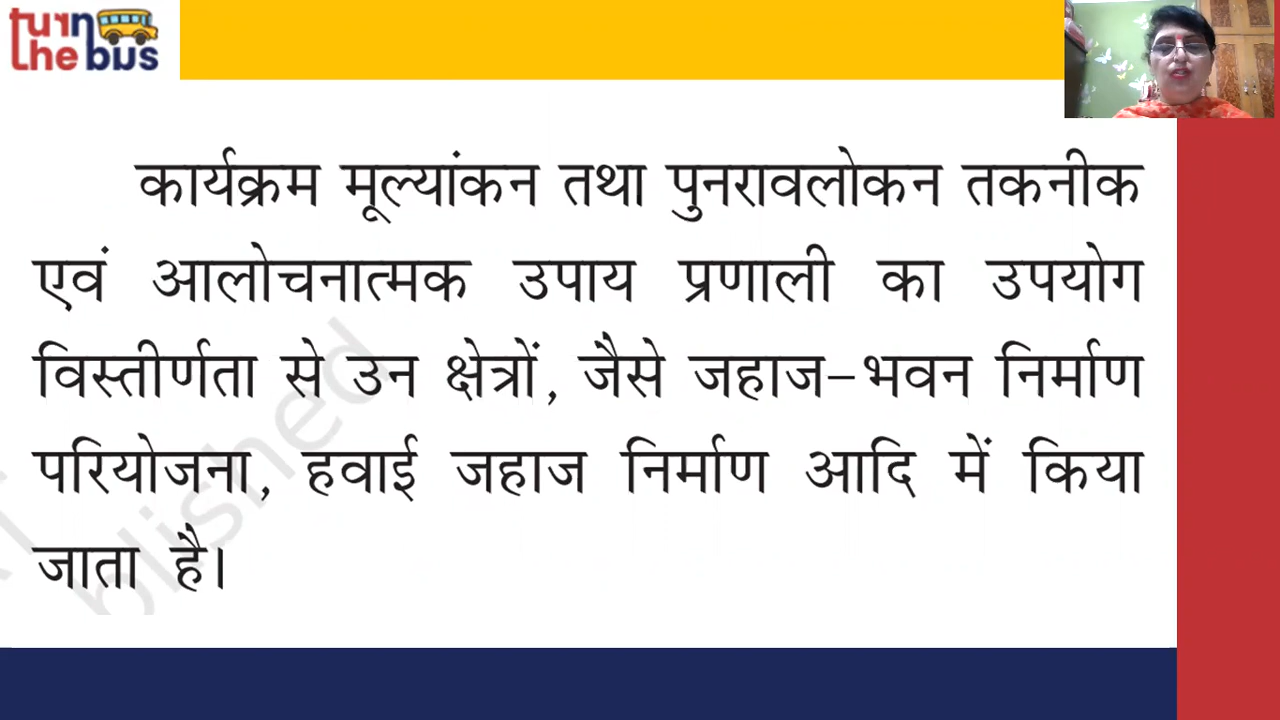 turn
the bus
कार्यक्रम मूल्यांकन तथा पुनरावलोकन तकनीक
एवं आलोचनात्मक उपाय प्रणाली का उपयोग
विस्तीर्णता से उन क्षेत्रों, जैसे जहाज-भवन निर्माण
परियोजना, हवाई जहाज निर्माण आदि में किया
जाता है।
blished